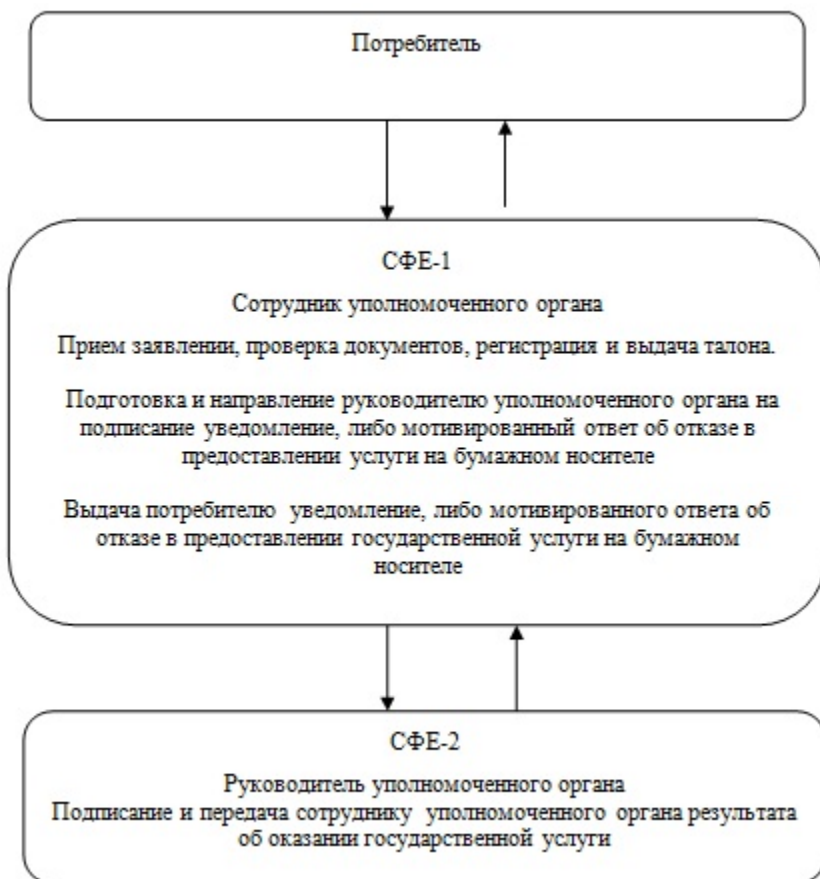 Потребитель
СФЕ-1
Сотрудник уполномоченного органа
Прием заявлении, проверка документов, регистрация и выдача талона.
Подготовка и направление руководителю уполномоченного органа на
подписание уведомление, либо мотивированный ответ об отказе в
предоставлении услуги на бумажном носителе
Выдача потребителю уведомление, либо мотивированного ответа об
отказе в предоставлении государственной услуги на бумажном
носителе
СФЕ-2
Руководитель уполномоченного органа
Подписание и передача сотруднику уполномоченного органа результата
об оказании государственной услуги